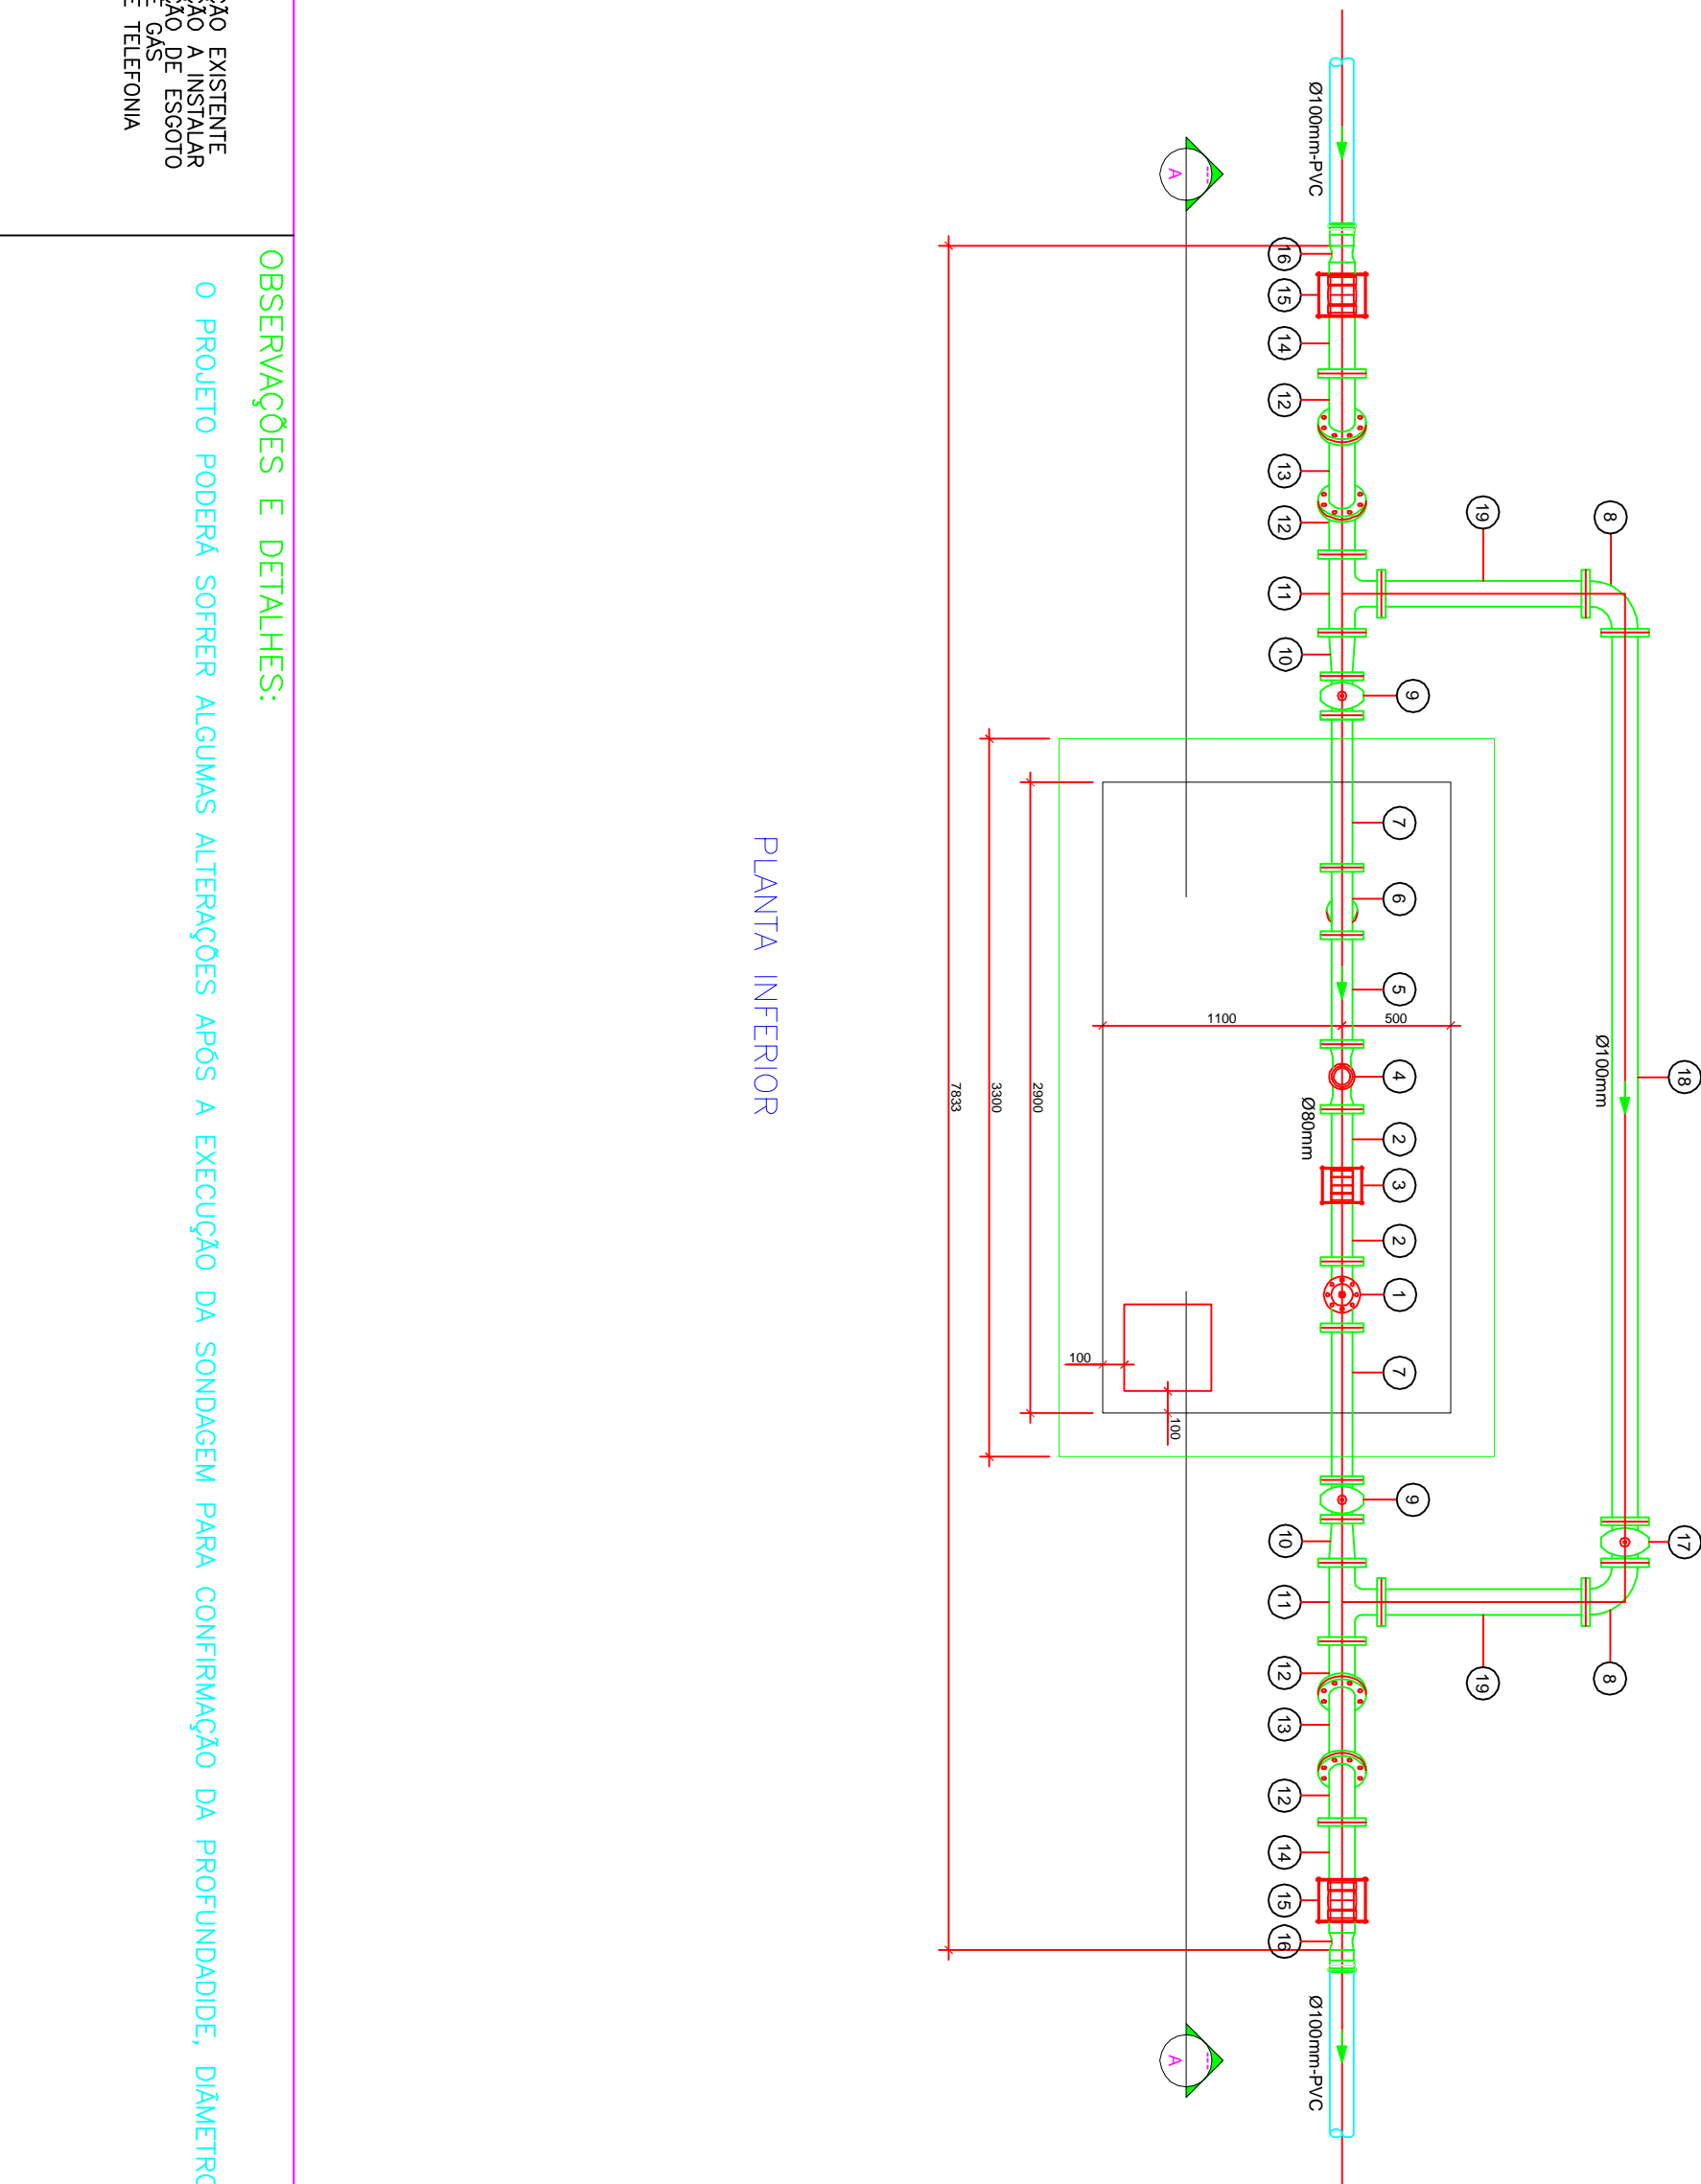 8
19
18
Ø100mm
17
8
19
9
7
6
5
4
2
3
2
1
7
9
Ø100mm-PVC
500
1100
Ø80mm
Ø100mm-PVC
16
15
14
12
13
12
11
10
10
11
12
13
12
14
15
16
A
A
100
100
2900
3300
7833
PLANTA INFERIOR
OBSERVAÇÕES E DETALHES:
O PROJETO PODERÁ SOFRER ALGUMAS ALTERAÇÕES APÓS A EXECUÇÃO DA SONDAGEM PARA CONFIRMAÇÃO DA PROFUNDADIDE, DIÂMETRO
ÇÃO EXISTENTE
ÇÃO A INSTALAR
ÇÃO DE ESGOTO
E GÁS
E TELEFONIA